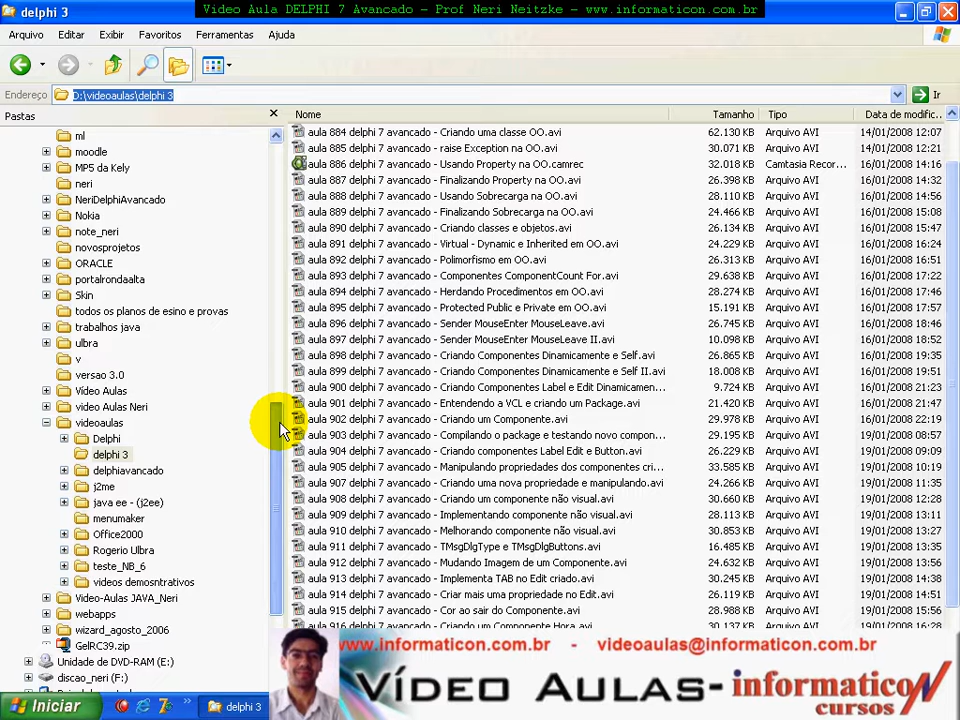 Video Aula DELPHI 7 Avancado - Prof Neri Neitzke - www.informaticon.com.br
delphi 3
Arquivo Editar Exibir Favoritos Ferramentas Ajuda
Endereço D:\videoaulas\delphi 3 Ir
Pastas
ml
moodle
MP5 da Kely
neri
NeriDelphiAvancado
Nokia
note_neri
novosprojetos
ORACLE
portalrondaalta
Skin
todos os planos de esino e provas
trabalhos java
ulbra
v
versao 3.0
Vídeo Aulas
video Aulas Neri
videoaulas
Delphi
delphi 3
delphiavancado
j2me
java ee - (j2ee)
menumaker
Office2000
Rogerio Ulbra
teste_NB_6
videos demosntrativos
Video-Aulas JAVA_Neri
webapps
wizard_agosto_2006
GelRC39.zip
Unidade de DVD-RAM (E:)
disco_neri (F:)
Nome Tamanho Tipo Data de modific...
aula 884 delphi 7 avancado - Criando uma classe OO.avi 62.130 KB Arquivo AVI 14/01/2008 12:07
aula 885 delphi 7 avancado - raise Exception na OO.avi 30.071 KB Arquivo AVI 14/01/2008 12:21
aula 886 delphi 7 avancado - Usando Property na OO.camrec 32.018 KB Camtasia Recor... 16/01/2008 14:16
aula 887 delphi 7 avancado - Finalizando Property na OO.avi 26.398 KB Arquivo AVI 16/01/2008 14:32
aula 888 delphi 7 avancado - Usando Sobrecarga na OO.avi 28.110 KB Arquivo AVI 16/01/2008 14:56
aula 889 delphi 7 avancado - Finalizando Sobrecarga na OO.avi 24.466 KB Arquivo AVI 16/01/2008 15:08
aula 890 delphi 7 avancado - Criando classes e objetos.avi 26.134 KB Arquivo AVI 16/01/2008 15:47
aula 891 delphi 7 avancado - Virtual - Dynamic e Inherited em OO.avi 24.229 KB Arquivo AVI 16/01/2008 16:24
aula 892 delphi 7 avancado - Polimorfismo em OO.avi 26.313 KB Arquivo AVI 16/01/2008 16:51
aula 893 delphi 7 avancado - Componentes ComponentCount For.avi 29.638 KB Arquivo AVI 16/01/2008 17:22
aula 894 delphi 7 avancado - Herdando Procedimentos em OO.avi 28.274 KB Arquivo AVI 16/01/2008 17:46
aula 895 delphi 7 avancado - Protected Public e Private em OO.avi 15.191 KB Arquivo AVI 16/01/2008 17:57
aula 896 delphi 7 avancado - Sender MouseEnter MouseLeave.avi 26.745 KB Arquivo AVI 16/01/2008 18:46
aula 897 delphi 7 avancado - Sender MouseEnter MouseLeave II.avi 10.098 KB Arquivo AVI 16/01/2008 18:52
aula 898 delphi 7 avancado - Criando Componentes Dinamicamente e Self.avi 26.865 KB Arquivo AVI 16/01/2008 19:35
aula 899 delphi 7 avancado - Criando Componentes Dinamicamente e Self II.avi 18.008 KB Arquivo AVI 16/01/2008 19:51
aula 900 delphi 7 avancado - Criando Componentes Label e Edit Dinamicamen... 9.724 KB Arquivo AVI 16/01/2008 21:23
aula 901 delphi 7 avancado - Entendendo a VCL e criando um Package.avi 21.420 KB Arquivo AVI 16/01/2008 21:47
aula 902 delphi 7 avancado - Criando um Componente.avi 29.978 KB Arquivo AVI 16/01/2008 22:19
aula 903 delphi 7 avancado - Compilando o package e testando novo compon... 29.195 KB Arquivo AVI 19/01/2008 08:57
aula 904 delphi 7 avancado - Criando componentes Label Edit e Button.avi 26.229 KB Arquivo AVI 19/01/2008 09:09
aula 905 delphi 7 avancado - Manipulando propriedades dos componentes cri... 33.585 KB Arquivo AVI 19/01/2008 10:19
aula 907 delphi 7 avancado - Criando uma nova propriedade e manipulando.avi 24.266 KB Arquivo AVI 19/01/2008 11:35
aula 908 delphi 7 avancado - Criando um componente não visual.avi 30.660 KB Arquivo AVI 19/01/2008 12:28
aula 909 delphi 7 avancado - Implementando componente não visual.avi 28.113 KB Arquivo AVI 19/01/2008 13:11
aula 910 delphi 7 avancado - Melhorando componente não visual.avi 30.853 KB Arquivo AVI 19/01/2008 13:27
aula 911 delphi 7 avancado - TMsgDlgType e TMsgDlgButtons.avi 16.485 KB Arquivo AVI 19/01/2008 13:35
aula 912 delphi 7 avancado - Mudando Imagem de um Componente.avi 24.632 KB Arquivo AVI 19/01/2008 13:56
aula 913 delphi 7 avancado - Implementa TAB no Edit criado.avi 25.230 KB Arquivo AVI 19/01/2008 14:38
aula 914 delphi 7 avancado - Criar mais uma propriedade no Edit.avi 26.119 KB Arquivo AVI 19/01/2008 14:51
aula 915 delphi 7 avancado - Cor ao sair do Componente.avi 28.988 KB Arquivo AVI 19/01/2008 15:56
aula 916 delphi 7 avancado - Um Componente Hora.avi 30.137 KB Arquivo AVI 19/01/2008 16:28
www.informaticon.com.br - videoaulas@informaticon.com.br
VÍDEO AULAS- informaticoN
cursos
Iniciar delphi 3